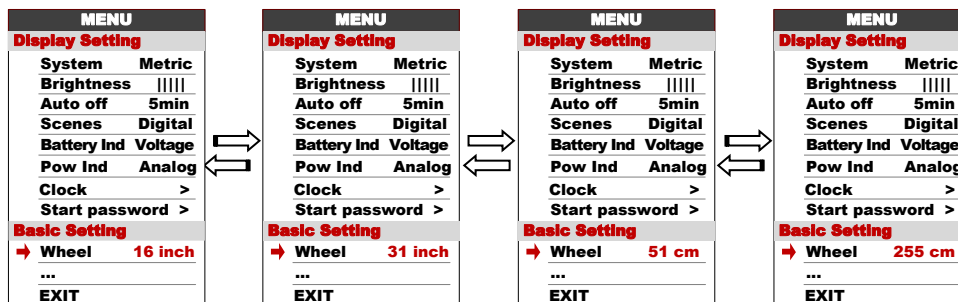 MENU
Display Setting
System Metric
Brightness |||||
Auto off 5min
Scenes Digital
Battery Ind Voltage
Pow Ind Analog
Clock >
Start password >
Basic Setting
Wheel 16 inch
...
EXIT
MENU
Display Setting
System Metric
Brightness |||||
Auto off 5min
Scenes Digital
Battery Ind Voltage
Pow Ind Analog
Clock >
Start password >
Basic Setting
Wheel 31 inch
...
EXIT
MENU
Display Setting
System Metric
Brightness |||||
Auto off 5min
Scenes Digital
Battery Ind Voltage
Pow Ind Analog
Clock >
Start password >
Basic Setting
Wheel 51 cm
...
EXIT
MENU
Display Setting
System Metric
Brightness |||||
Auto off 5min
Scenes Digital
Battery Ind Voltage
Pow Ind Analog
Clock >
Start password >
Basic Setting
Wheel 255 cm
...
EXIT